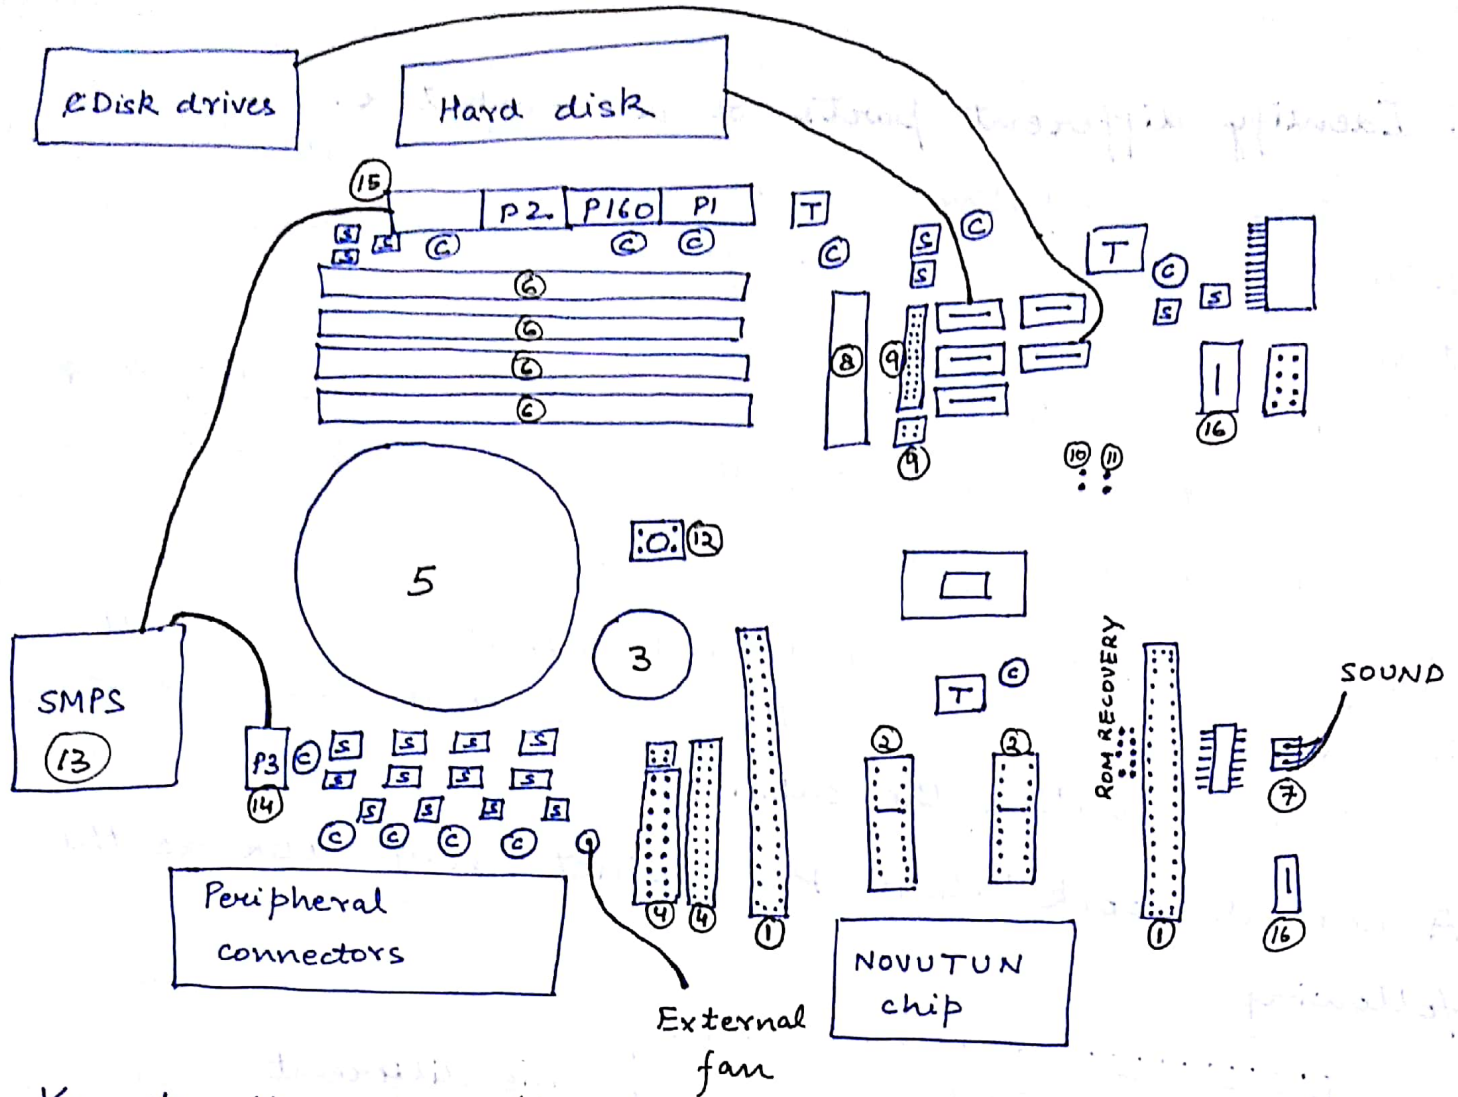 CDisk drives
Hard disk
15
P2
P160
P1
T
S
S
S
C
C
C
C
S
S
C
T
C
S
S
6
6
6
6
8
9
9
16
10
11
5
12
3
SMPS
13
P3
14
C
S
S
S
S
S
S
S
S
S
S
S
S
C
C
C
C
T
C
2
2
ROM RECOVERY
SOUND
7
4
4
1
1
16
Peripheral
connectors
External
fan
NOVUTUN
chip